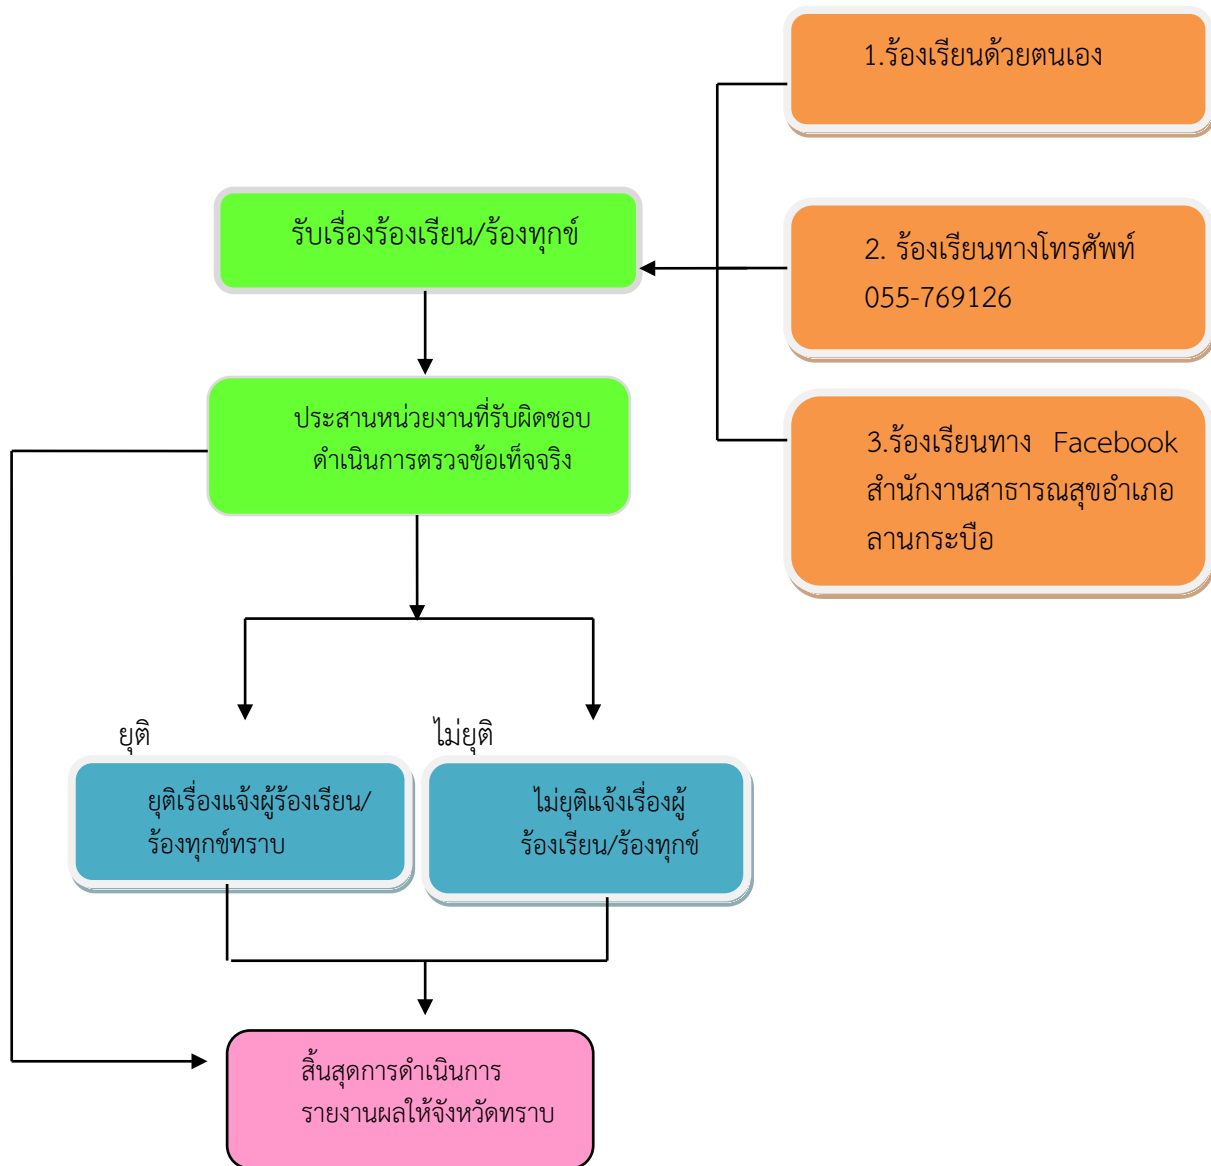 1.ร้องเรียนด้วยตนเอง
รับเรื่องร้องเรียน/ร้องทุกข์
2. ร้องเรียนทางโทรศัพท์
055-769126
ประสานหน่วยงานที่รับผิดชอบ
ดำเนินการตรวจข้อเท็จจริง
3.ร้องเรียนทาง Facebook
สำนักงานสาธารณสุขอำเภอ
ลานกระบือ
ยุติ
ไม่ยุติ
ยุติเรื่องแจ้งผู้ร้องเรียน/
ร้องทุกข์ทราบ
ไม่ยุติแจ้งเรื่องผู้
ร้องเรียน/ร้องทุกข์
สิ้นสุดการดำเนินการ
รายงานผลให้จังหวัดทราบ